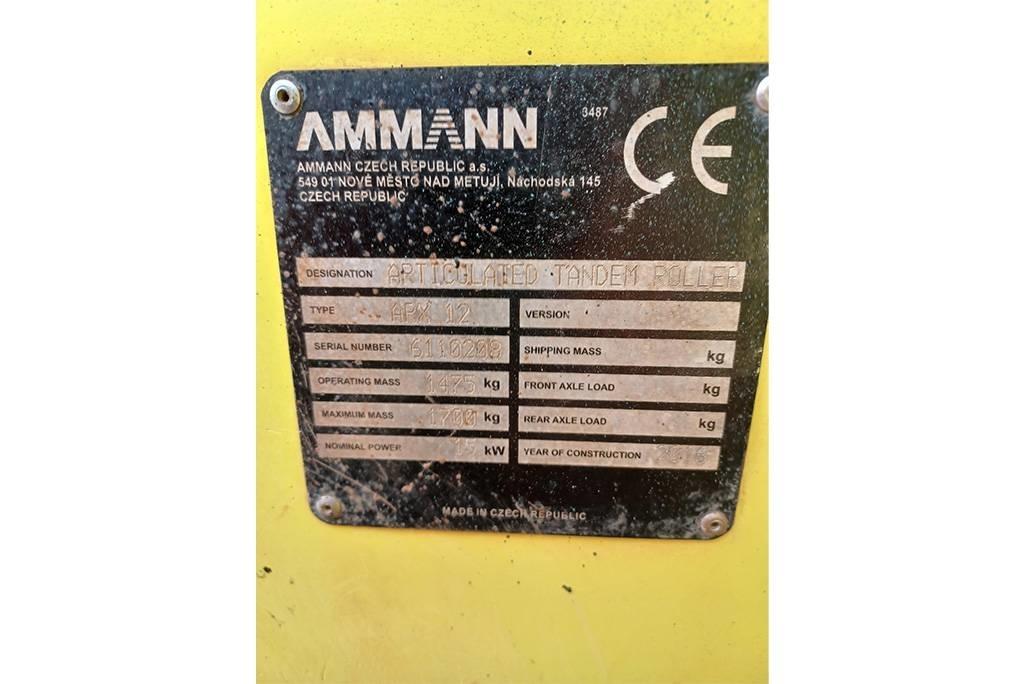 AMMANN
3487
CE
AMMANN CZECH REPUBLIC a.s.
549 01 NOVÉ MĚSTO NAD METUJÍ, Náchodská 145
CZECH REPUBLIC
DESIGNATION ARTICULATED TANDEM ROLLER
TYPE ARX 12 VERSION
SERIAL NUMBER 6110208 SHIPPING MASS kg
OPERATING MASS 1475 kg FRONT AXLE LOAD kg
MAXIMUM MASS 1700 kg REAR AXLE LOAD kg
NOMINAL POWER 15 kW YEAR OF CONSTRUCTION
MADE IN CZECH REPUBLIC